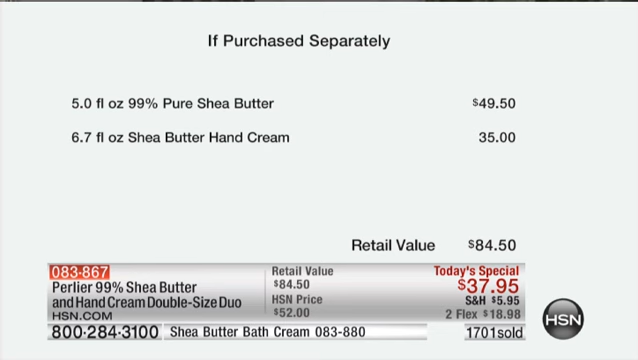 If Purchased Separately
5.0 fl oz 99% Pure Shea Butter $49.50
6.7 fl oz Shea Butter Hand Cream 35.00
Retail Value $84.50
083-867
Perlier 99% Shea Butter
and Hand Cream Double-Size Duo
HSN.COM
Retail Value
$84.50
HSN Price
$52.00
Today's Special
$37.95
S&H $5.95
2 Flex $18.98
800-284-3100 Shea Butter Bath Cream 083-880 1701sold
HSN